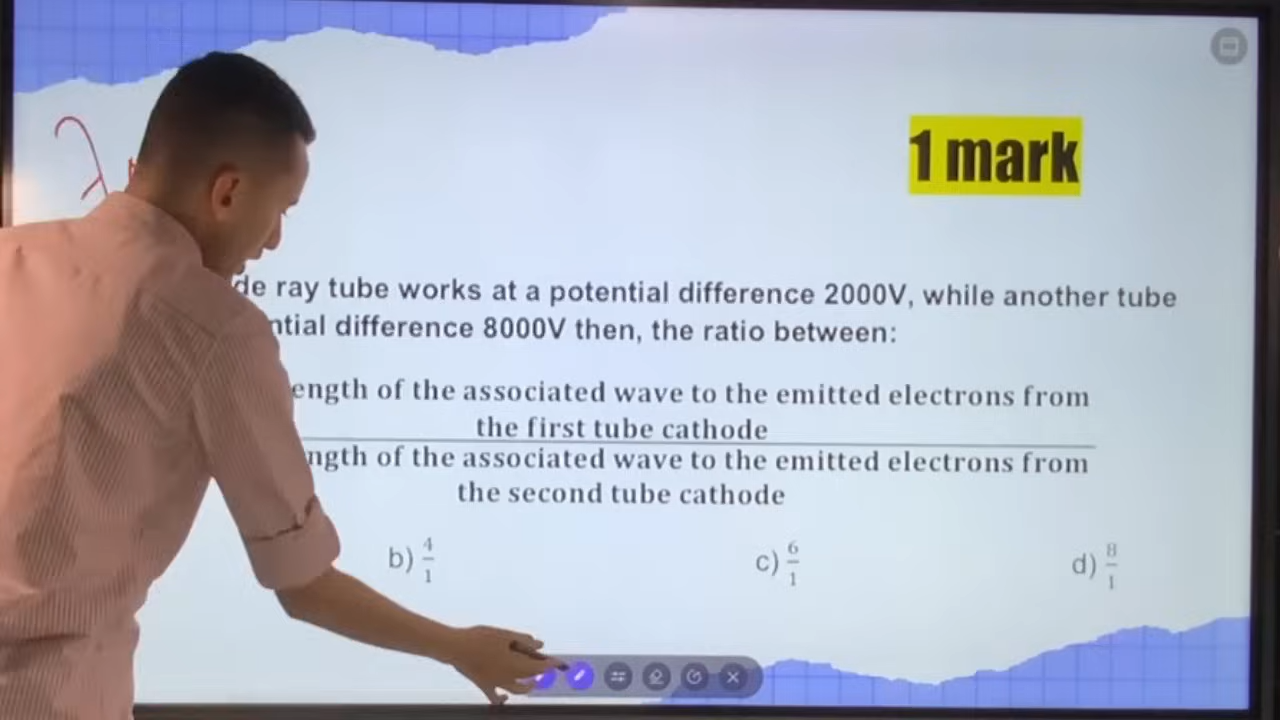 1 mark
λ
de ray tube works at a potential difference 2000V, while another tube
ntial difference 8000V then, the ratio between:
ength of the associated wave to the emitted electrons from
the first tube cathode
ngth of the associated wave to the emitted electrons from
the second tube cathode
b) 4/1 c) 6/1 d) 8/1